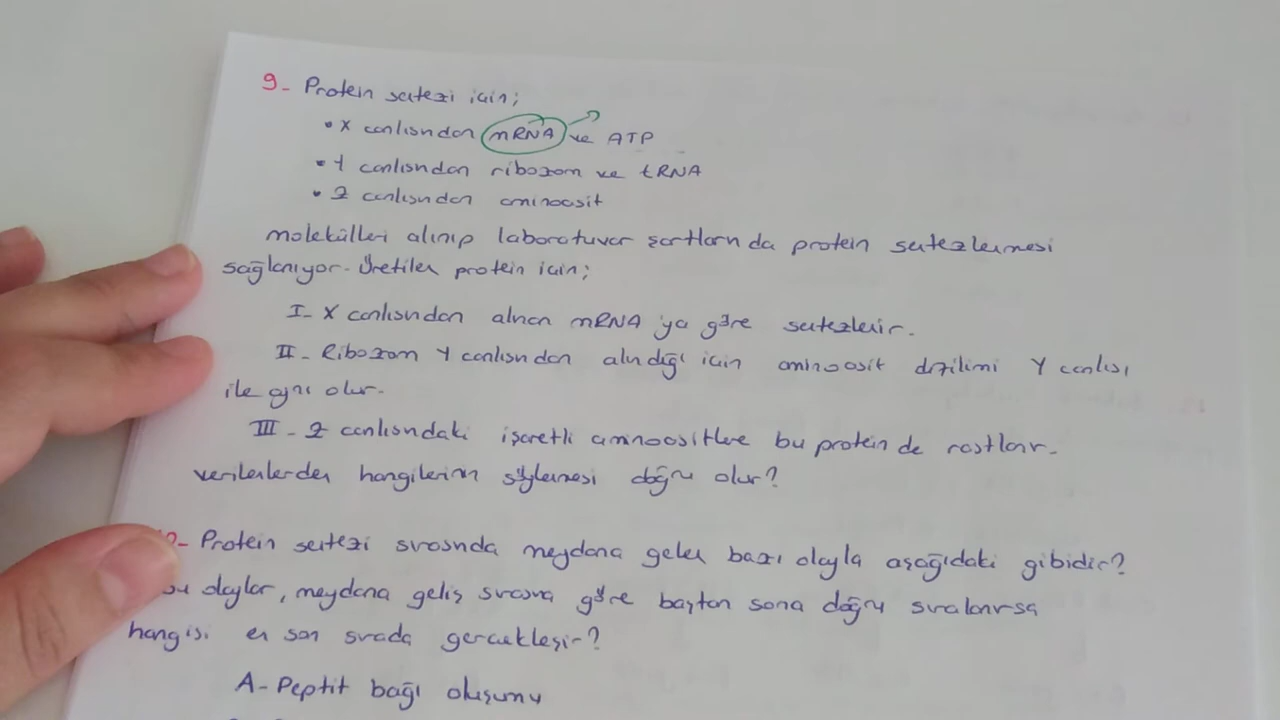 9- Protein sentezi için;
• X canlısından mRNA ve ATP
• Y canlısından ribozom ve tRNA
• Z canlısından aminoasit
molekülleri alınıp laboratuvar şartlarında protein sentezlenmesi
sağlanıyor. Üretilen protein için;
I- X canlısından alınan mRNA'ya göre sentezlenir.
II- Ribozom Y canlısından alındığı için aminoasit dizilimi Y canlısı
ile aynı olur.
III- Z canlısındaki işaretli aminoasitlere bu protein de rastlanır.
verilenlerden hangilerinin söylenmesi doğru olur?
10- Protein sentezi sırasında meydana gelen bazı olayla aşağıdaki gibidir?
bu olaylar, meydana geliş sırasına göre baştan sona doğru sıralanırsa
hangisi en son sırada gerçekleşir?
A- Peptit bağı oluşumu